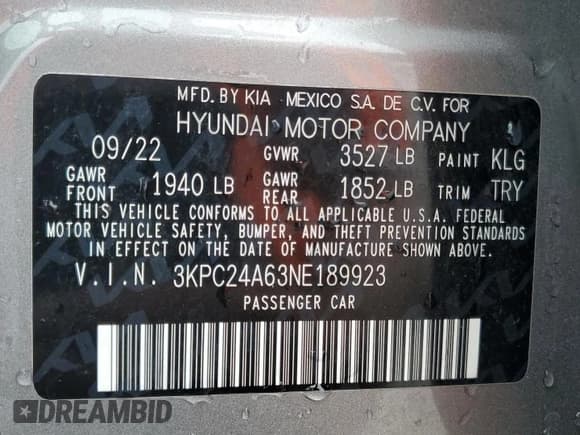 MFD. BY KIA MEXICO S.A. DE C.V. FOR
HYUNDAI MOTOR COMPANY
09/22 GVWR 3527 LB PAINT KLG
GAWR FRONT 1940 LB GAWR REAR 1852 LB TRIM TRY
THIS VEHICLE CONFORMS TO ALL APPLICABLE U.S.A. FEDERAL
MOTOR VEHICLE SAFETY, BUMPER, AND THEFT PREVENTION STANDARDS
IN EFFECT ON THE DATE OF MANUFACTURE SHOWN ABOVE.
V.I.N. 3KPC24A63NE189923
PASSENGER CAR
DREAMBID